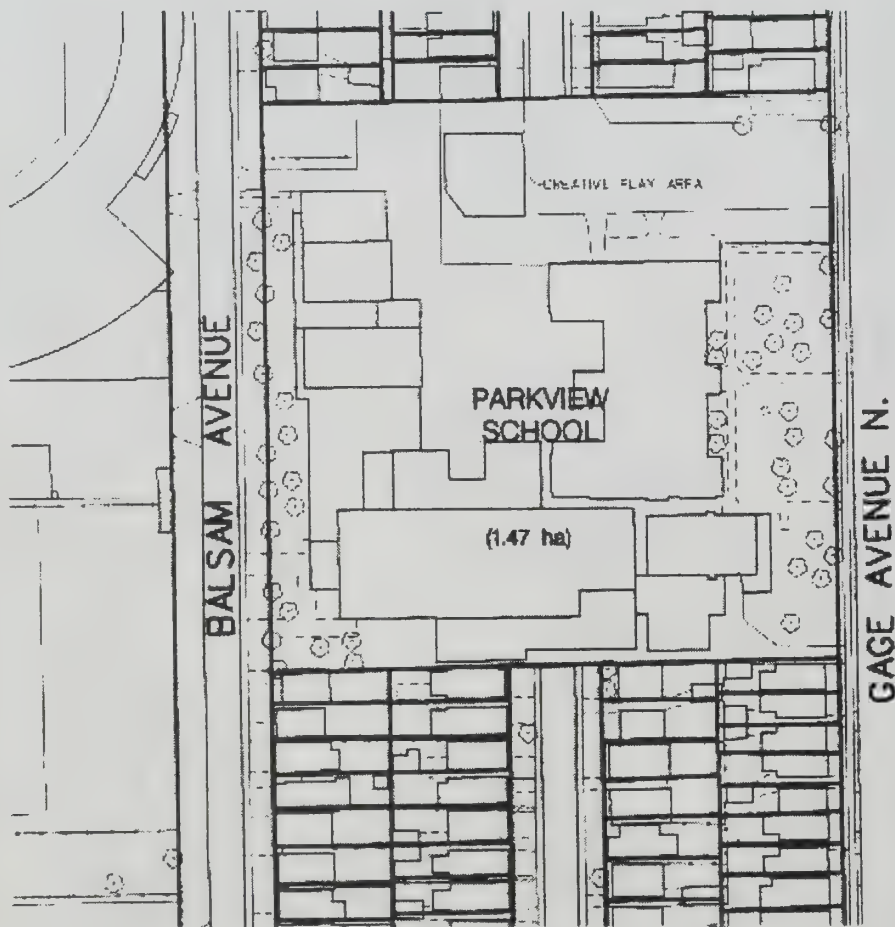 CREATIVE PLAY AREA
BALSAM AVENUE
PARKVIEW
SCHOOL
(1.47 ha)
GAGE AVENUE N.